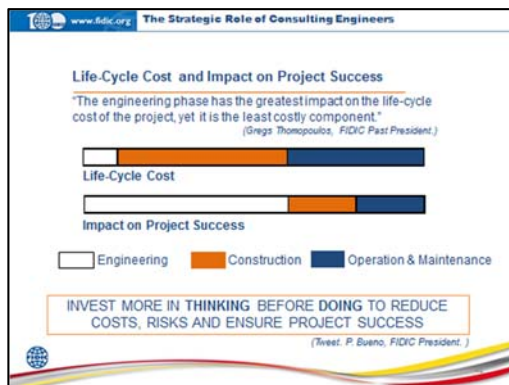 www.fidic.org The Strategic Role of Consulting Engineers
Life-Cycle Cost and Impact on Project Success
“The engineering phase has the greatest impact on the life-cycle
cost of the project, yet it is the least costly component.”
(Gregs Thomopoulos, FIDIC Past President.)
Life-Cycle Cost
Impact on Project Success
Engineering Construction Operation & Maintenance
INVEST MORE IN THINKING BEFORE DOING TO REDUCE
COSTS, RISKS AND ENSURE PROJECT SUCCESS
(Tweet. P. Bueno, FIDIC President. )